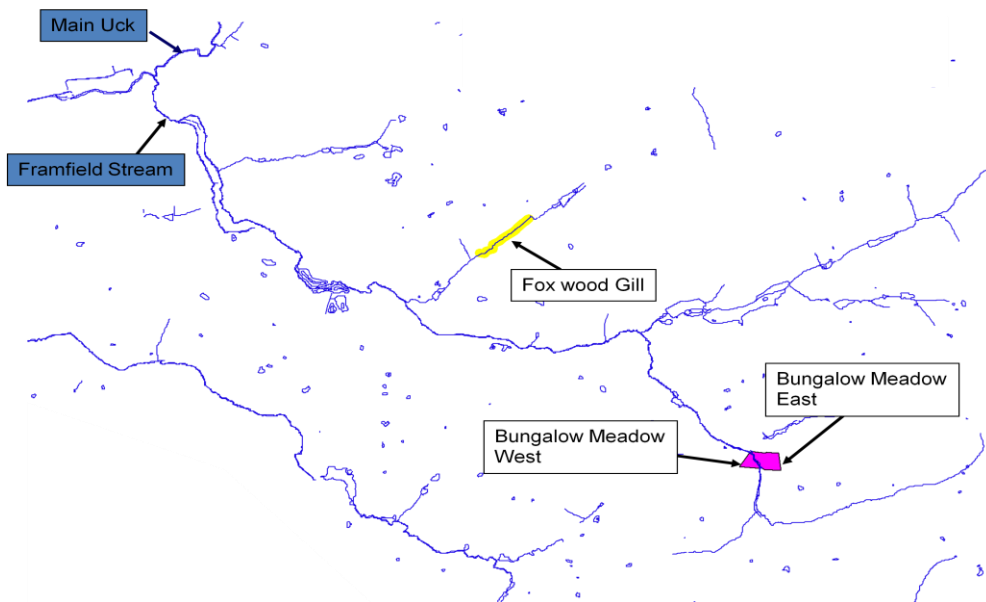 Main Uck
Framfield Stream
Fox wood Gill
Bungalow Meadow
East
Bungalow Meadow
West